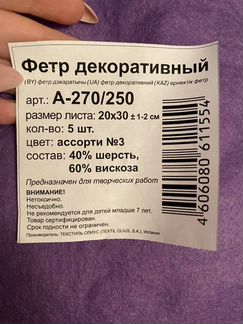 Фетр декоративный
(BY) фетр дэкаратыўны (UA) фетр декоративний (KAZ) әрнектік фетр
арт.: А-270/250
размер листа: 20х30 ± 1-2 см
кол-во: 5 шт.
цвет: ассорти №3
состав: 40% шерсть,
60% вискоза
Предназначен для творческих работ
ВНИМАНИЕ!
Нетоксично.
Несъедобно.
Не рекомендуется для детей младше 7 лет.
Товар сертифицирован.
Срок годности не ограничен.
Производитель: ТЕКСТИЛЬ ОЛИУС (TEXTIL OLIUS, S.A.), Испания
4 606080 611554